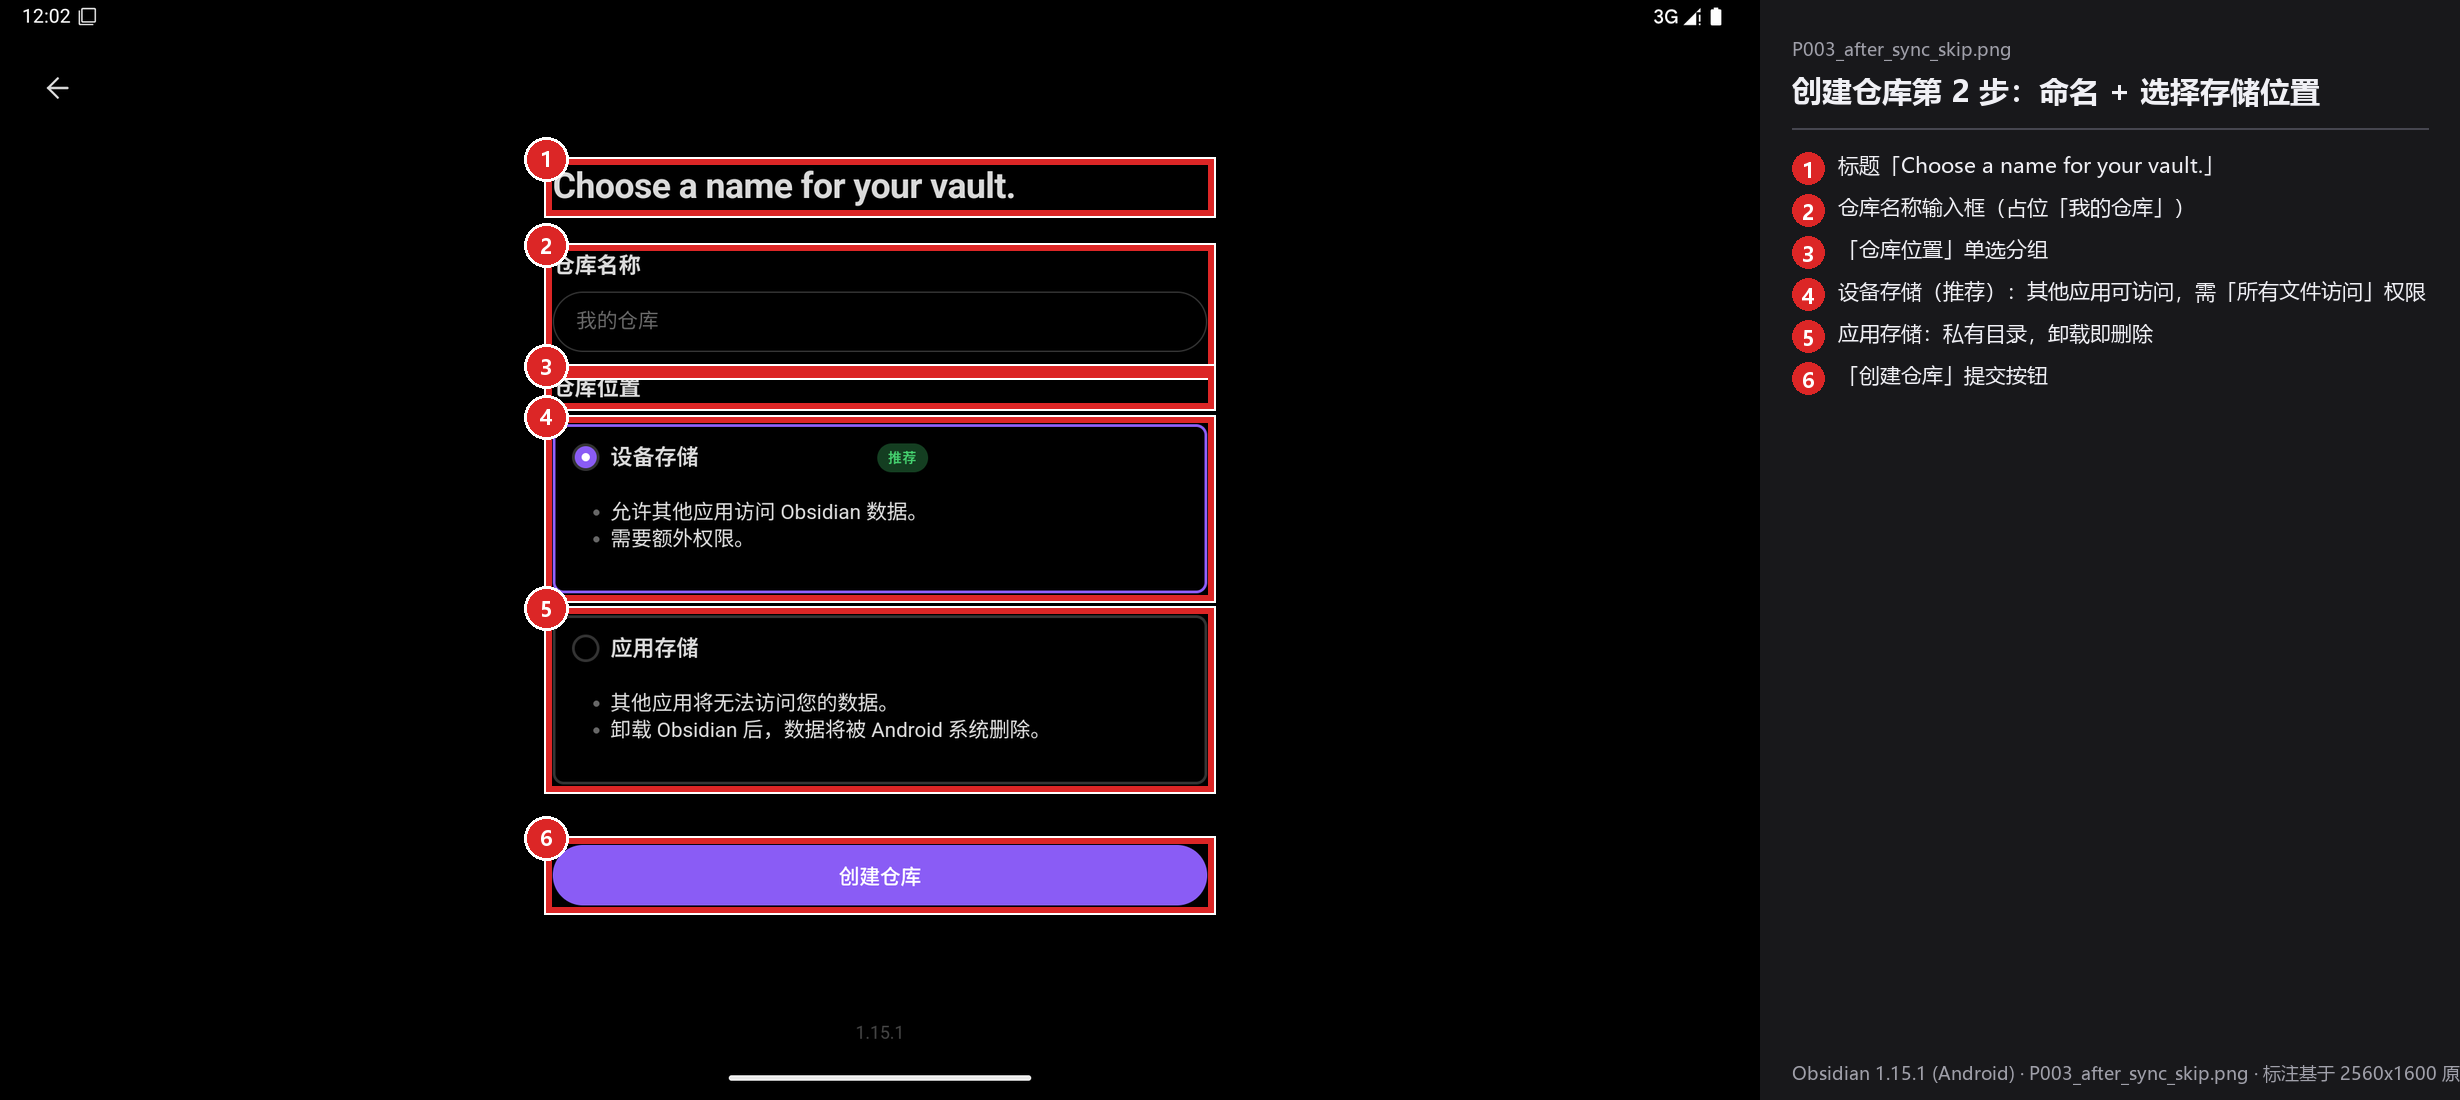 12:02
3G
1
Choose a name for your vault.
2
仓库名称
我的仓库
3
仓库位置
4
设备存储
推荐
允许其他应用访问 Obsidian 数据。
需要额外权限。
5
应用存储
其他应用将无法访问您的数据。
卸载 Obsidian 后，数据将被 Android 系统删除。
6
创建仓库
1.15.1
P003_after_sync_skip.png
创建仓库第 2 步：命名 + 选择存储位置
1 标题「Choose a name for your vault.」
2 仓库名称输入框（占位「我的仓库」）
3 「仓库位置」单选分组
4 设备存储（推荐）：其他应用可访问，需「所有文件访问」权限
5 应用存储：私有目录，卸载即删除
6 「创建仓库」提交按钮
Obsidian 1.15.1 (Android) · P003_after_sync_skip.png · 标注基于 2560x1600 原